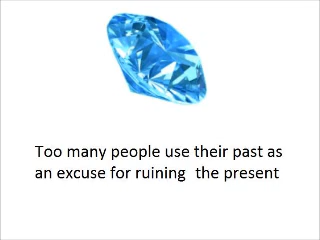 Too many people use their past as
an excuse for ruining the present